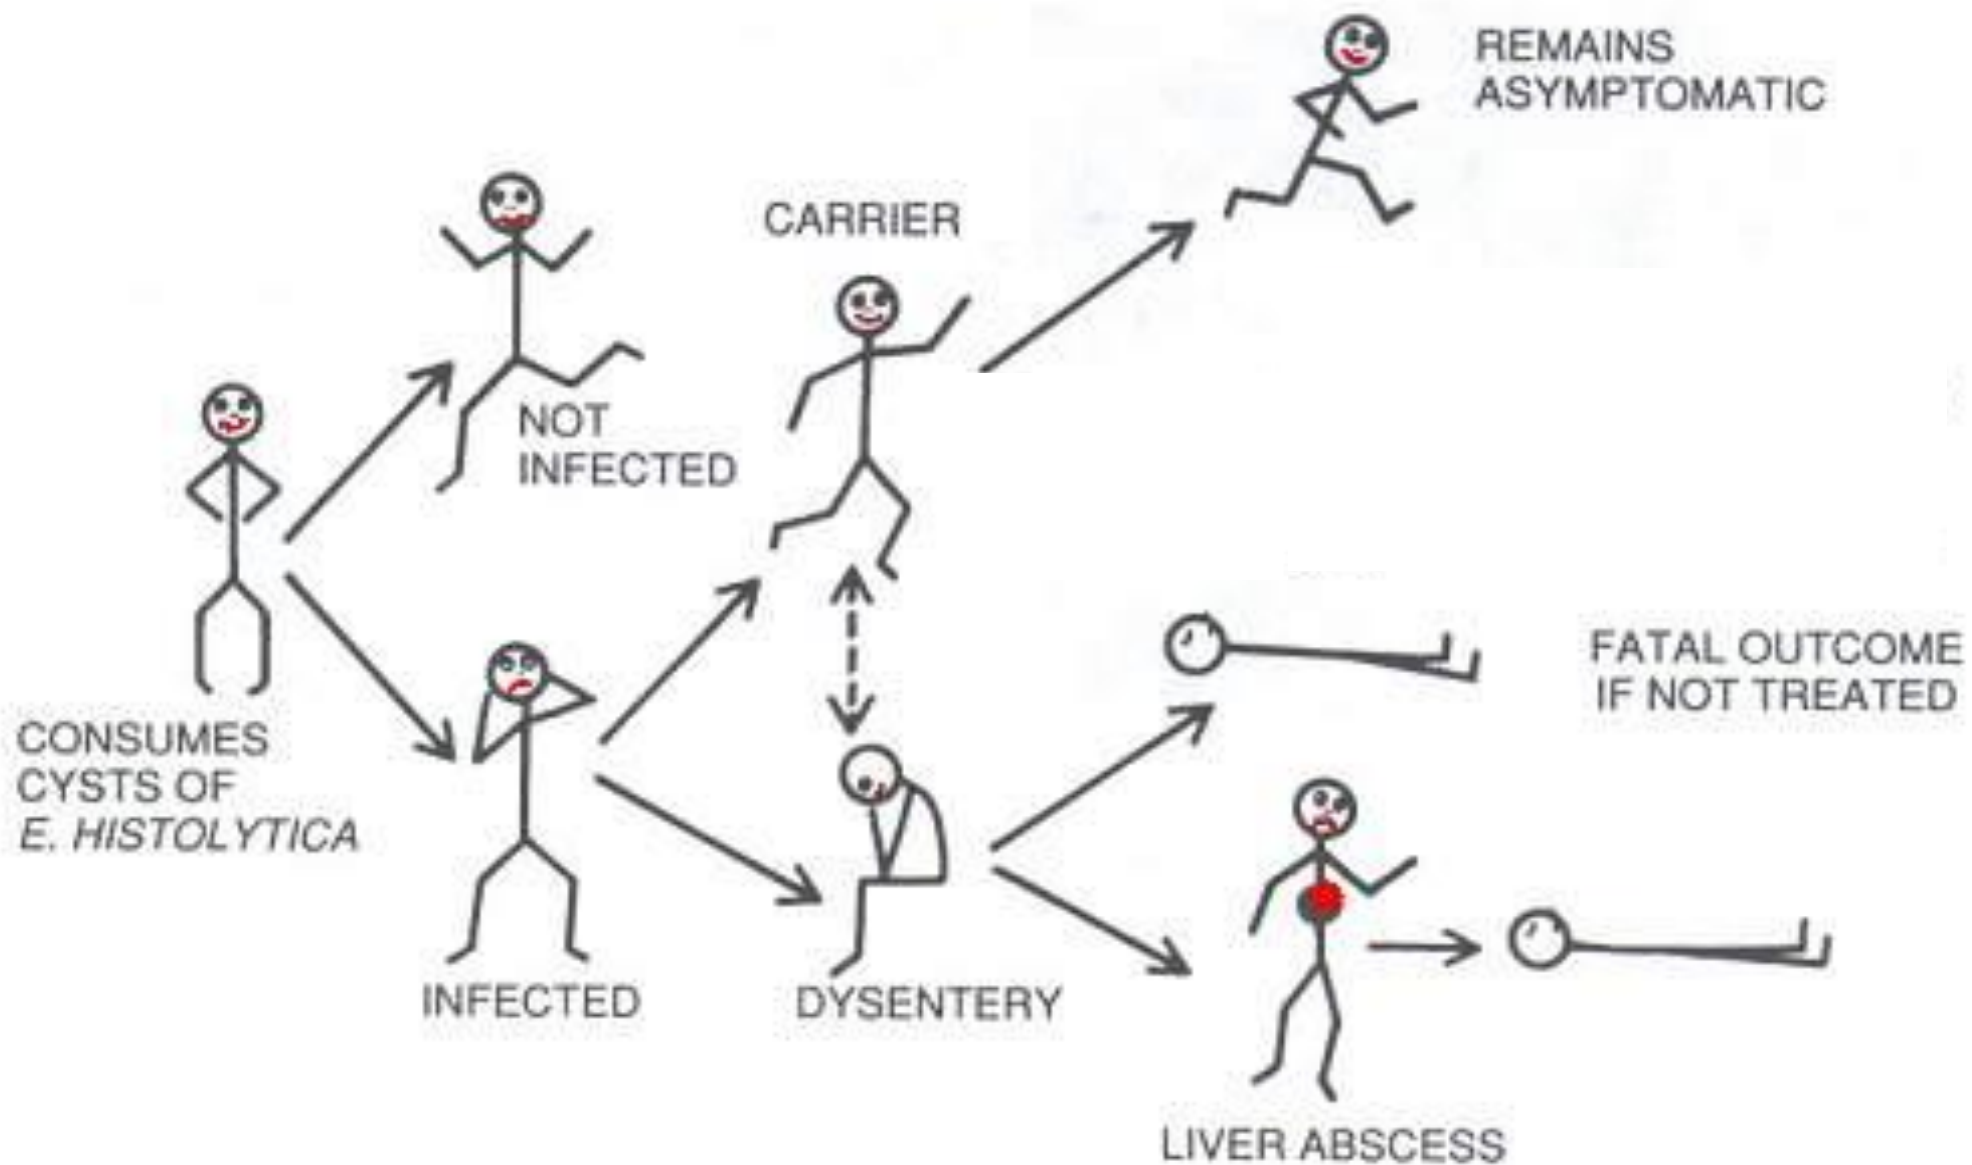 REMAINS
ASYMPTOMATIC
CARRIER
NOT
INFECTED
CONSUMES
CYSTS OF
E. HISTOLYTICA
INFECTED
DYSENTERY
FATAL OUTCOME
IF NOT TREATED
LIVER ABSCESS